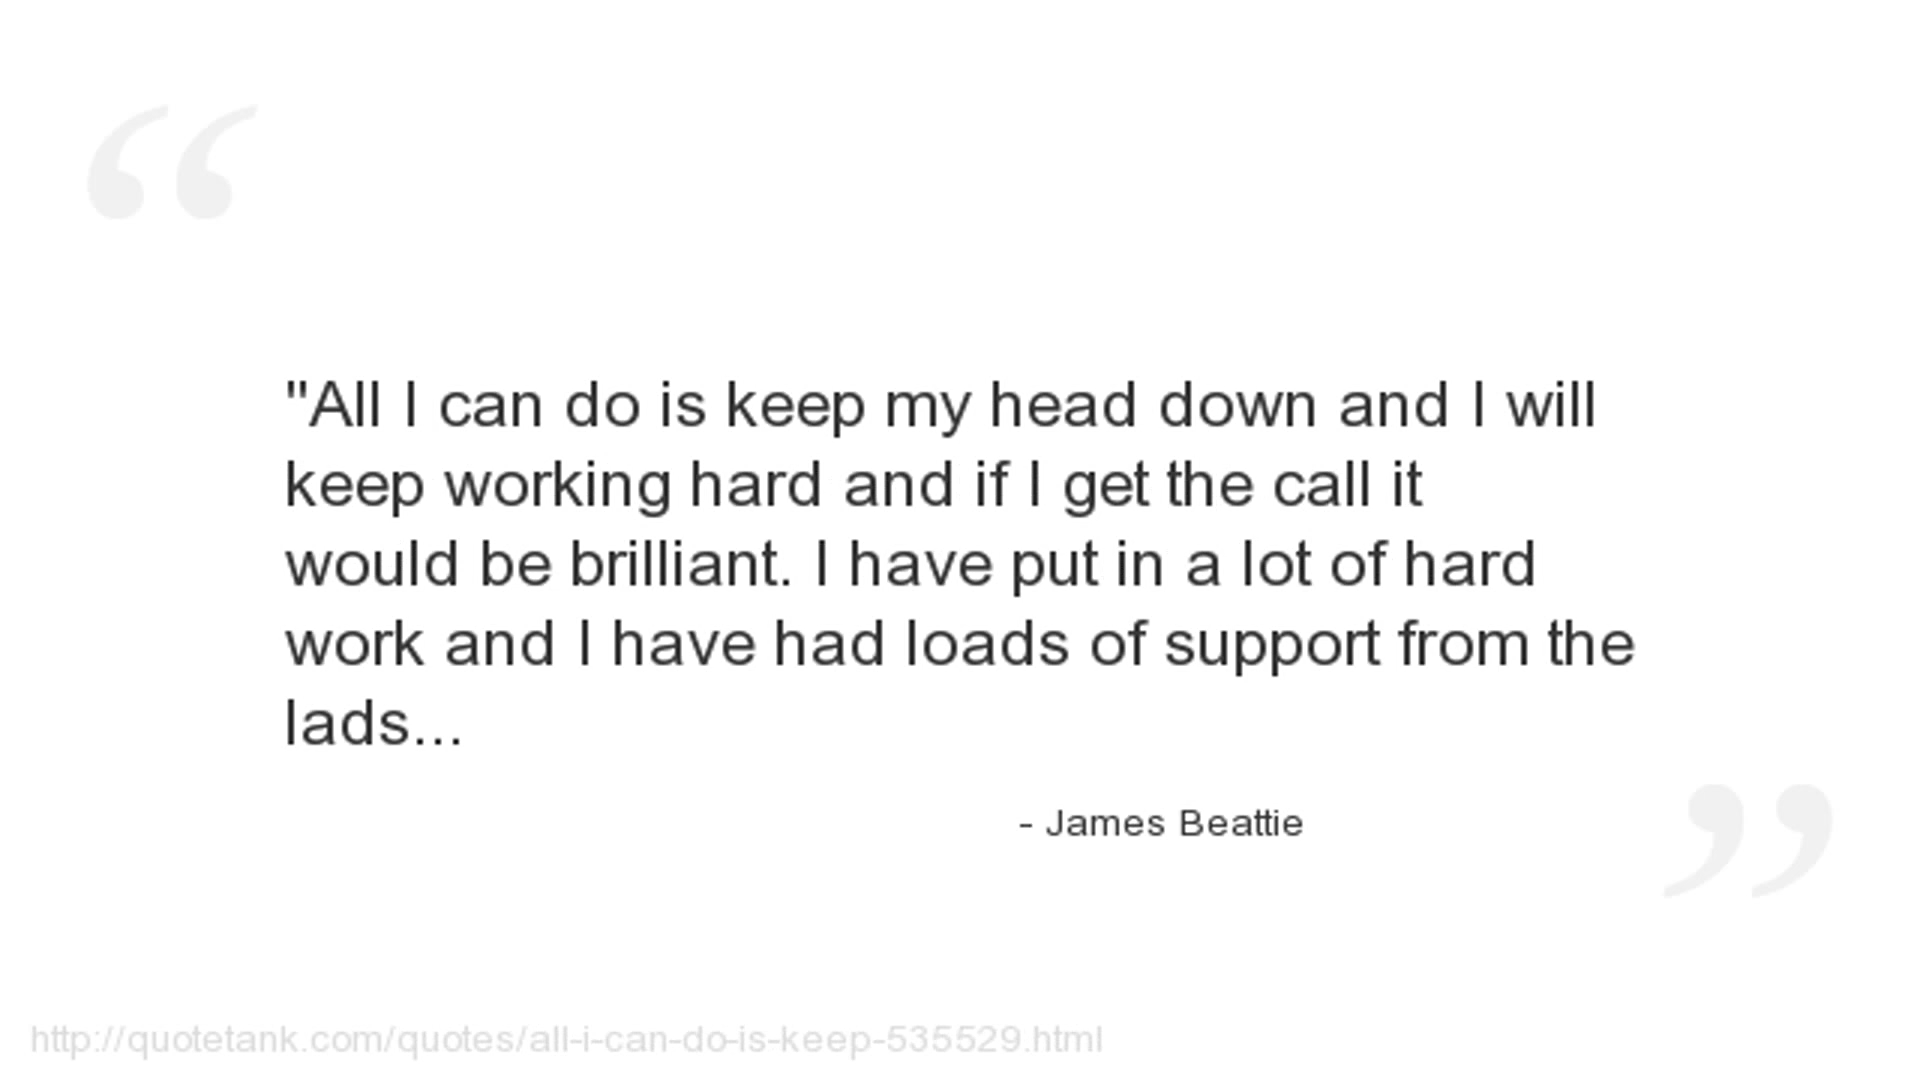 "All I can do is keep my head down and I will
keep working hard and if I get the call it
would be brilliant. I have put in a lot of hard
work and I have had loads of support from the
lads...
- James Beattie
http://quotetank.com/quotes/all-i-can-do-is-keep-535529.html